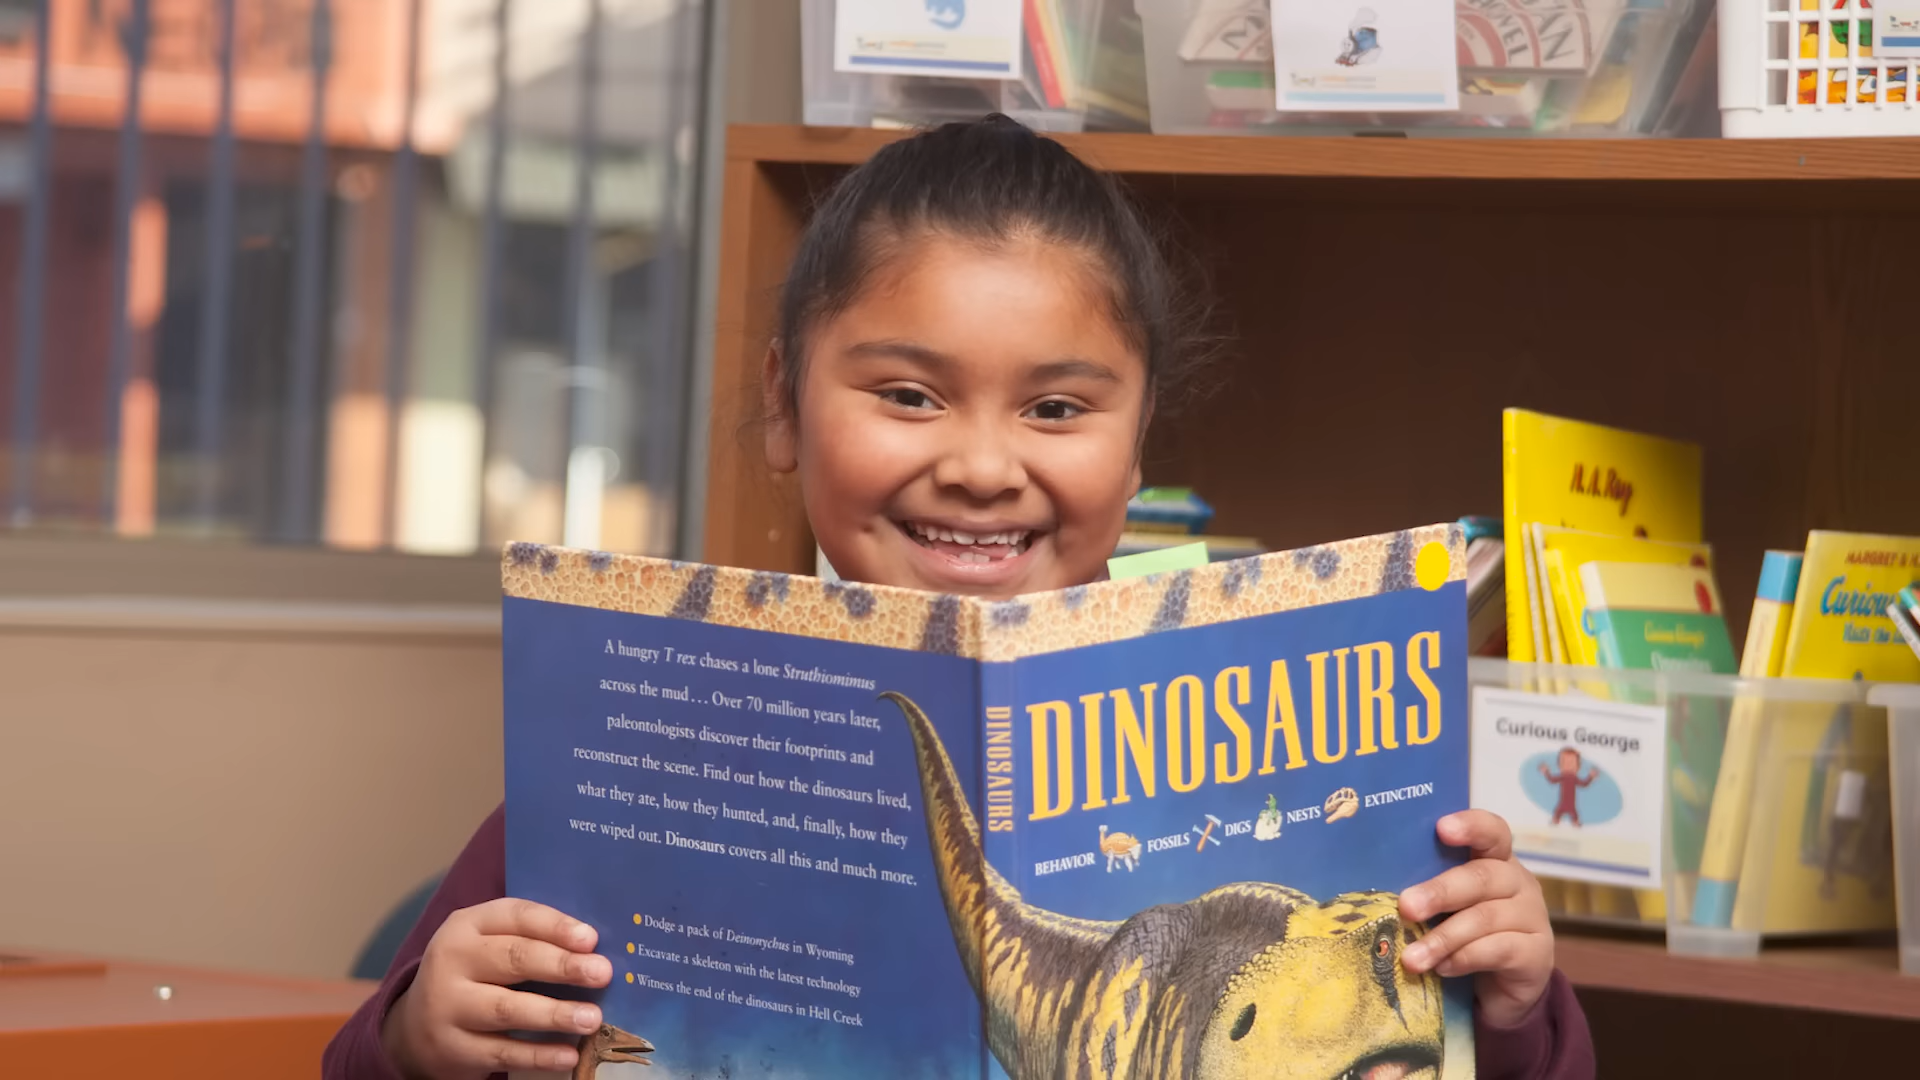 H.A. Rey
MARGRET & H.
Curious
Curious George
A hungry T rex chases a lone Struthiomimus
across the mud... Over 70 million years later,
paleontologists discover their footprints and
reconstruct the scene. Find out how the dinosaurs lived,
what they ate, how they hunted, and, finally, how they
were wiped out. Dinosaurs covers all this and much more.
Dodge a pack of Deinonychus in Wyoming
Excavate a skeleton with the latest technology
Witness the end of the dinosaurs in Hell Creek
DINOSAURS
DINOSAURS
BEHAVIOR FOSSILS DIGS NESTS EXTINCTION